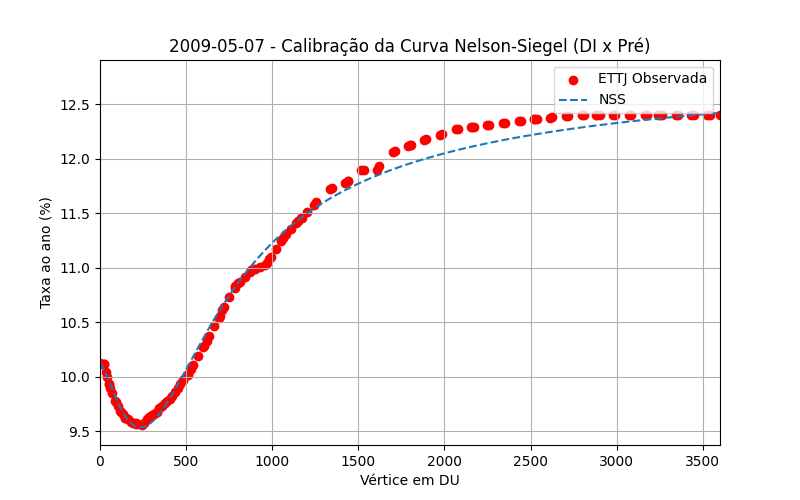 2009-05-07 - Calibração da Curva Nelson-Siegel (DI x Pré)
ETTJ Observada
NSS
Taxa ao ano (%)
12.5
12.0
11.5
11.0
10.5
10.0
9.5
0 500 1000 1500 2000 2500 3000 3500
Vértice em DU